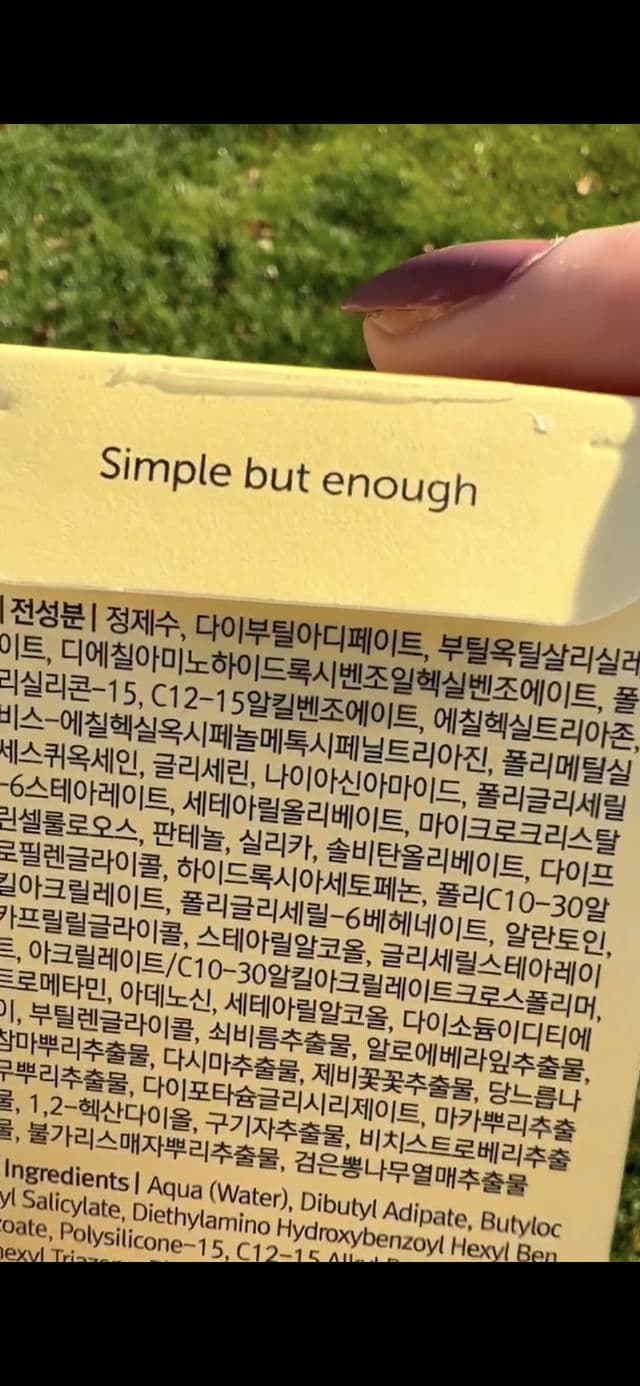 Simple but enough
| 전성분 | 정제수, 다이부틸아디페이트, 부틸옥틸살리실레
이트, 디에칠아미노하이드록시벤조일헥실벤조에이트, 폴
리실리콘-15, C12-15알킬벤조에이트, 에칠헥실트리아존,
비스-에칠헥실옥시페놀메톡시페닐트리아진, 폴리메틸실
세스퀴옥세인, 글리세린, 나이아신아마이드, 폴리글리세릴
-6스테아레이트, 세테아릴올리베이트, 마이크로크리스탈
린셀룰로오스, 판테놀, 실리카, 솔비탄올리베이트, 다이프
로필렌글라이콜, 하이드록시아세토페논, 폴리C10-30알
킬아크릴레이트, 폴리글리세릴-6베헤네이트, 알란토인,
카프릴릴글라이콜, 스테아릴알코올, 글리세릴스테아레이
트, 아크릴레이트/C10-30알킬아크릴레이트크로스폴리머,
트로메타민, 아데노신, 세테아릴알코올, 다이소듐이디티에
이, 부틸렌글라이콜, 쇠비름추출물, 알로에베라잎추출물,
참마뿌리추출물, 다시마추출물, 제비꽃꽃추출물, 당느릅나
무뿌리추출물, 다이포타슘글리시리제이트, 마카뿌리추출
물, 1,2-헥산다이올, 구기자추출물, 비치스트로베리추출
물, 불가리스매자뿌리추출물, 검은뽕나무열매추출물
Ingredients | Aqua (Water), Dibutyl Adipate, Butyloc
yl Salicylate, Diethylamino Hydroxybenzoyl Hexyl Ben
zoate, Polysilicone-15, C12-15